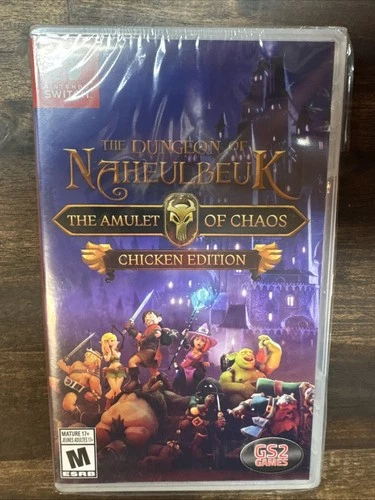 SWITCH
THE DUNGEON OF
NAHEULBEUK
THE AMULET OF CHAOS
CHICKEN EDITION
MATURE 17+
JEUNES ADULTES 17+
M
ESRB
GS2
GAMES